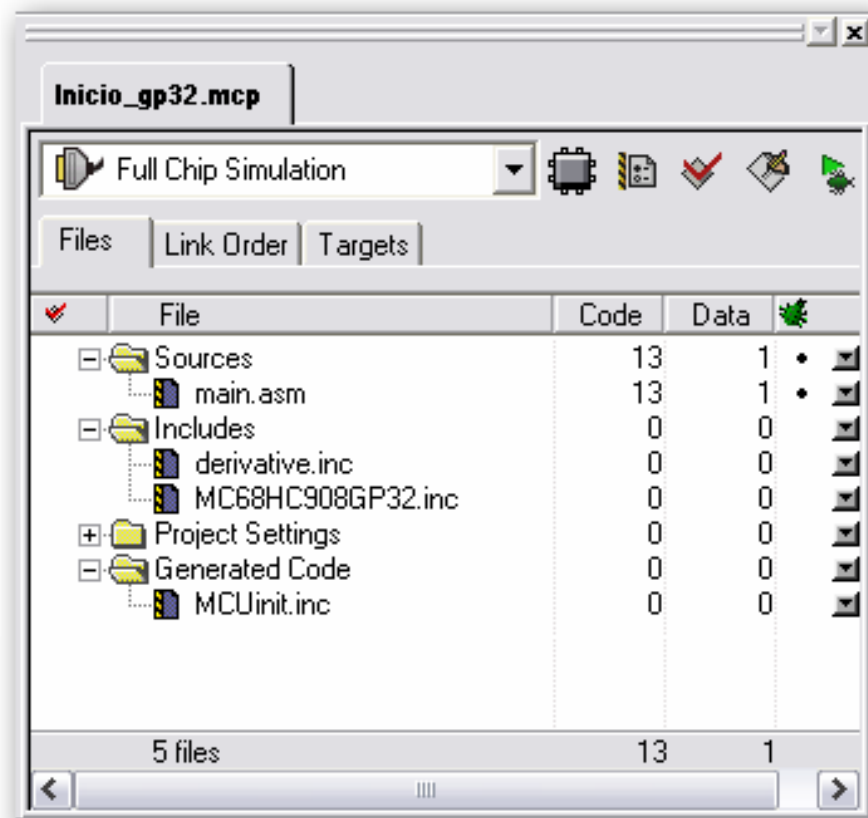 Inicio_gp32.mcp
Full Chip Simulation
Files Link Order Targets
File Code Data
Sources 13 1
main.asm 13 1
Includes 0 0
derivative.inc 0 0
MC68HC908GP32.inc 0 0
Project Settings 0 0
Generated Code 0 0
MCUinit.inc 0 0
5 files 13 1